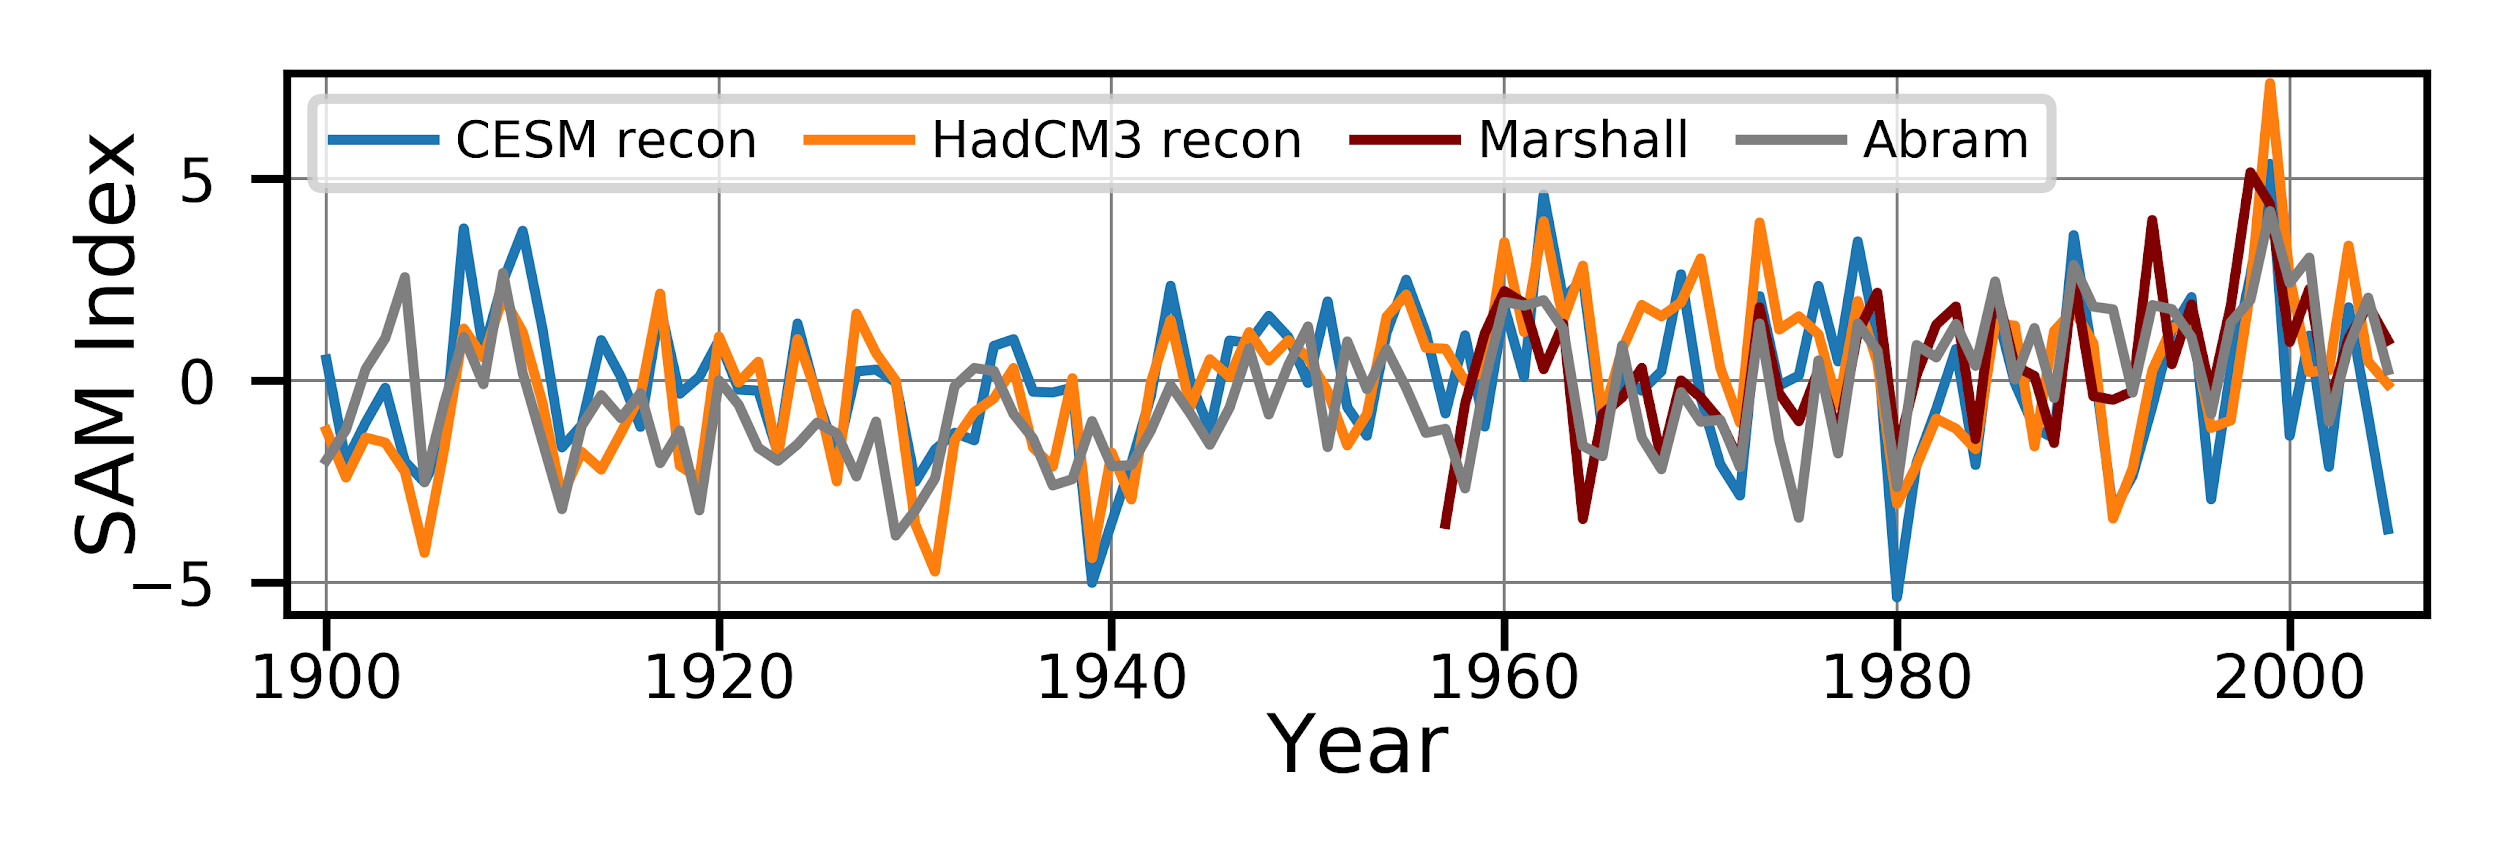 CESM recon HadCM3 recon Marshall Abram
SAM Index
5
0
−5
1900 1920 1940 1960 1980 2000
Year